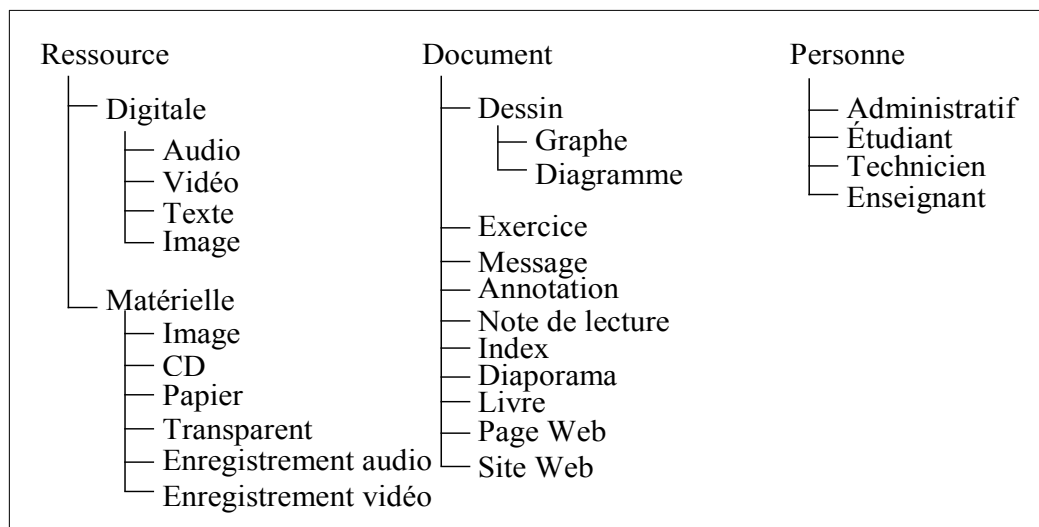 Ressource
Digitale
Audio
Vidéo
Texte
Image
Matérielle
Image
CD
Papier
Transparent
Enregistrement audio
Enregistrement vidéo
Document
Dessin
Graphe
Diagramme
Exercice
Message
Annotation
Note de lecture
Index
Diaporama
Livre
Page Web
Site Web
Personne
Administratif
Étudiant
Technicien
Enseignant